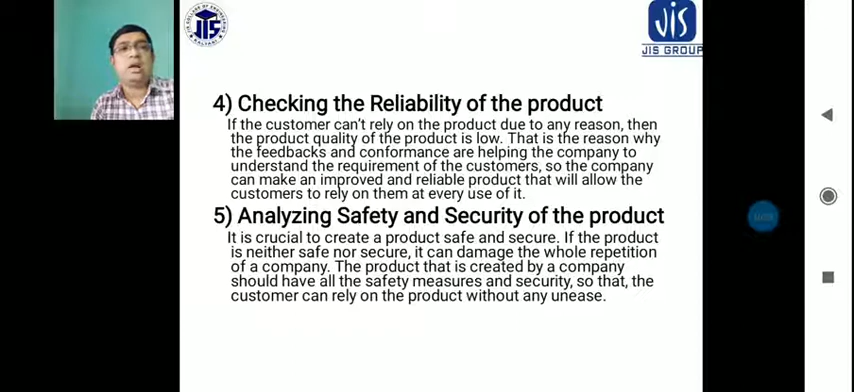 JIS COLLEGE OF ENGINEERING
JIS
KALYANI
JIS
JIS GROUP
4) Checking the Reliability of the product
If the customer can't rely on the product due to any reason, then
the product quality of the product is low. That is the reason why
the feedbacks and conformance are helping the company to
understand the requirement of the customers, so the company
can make an improved and reliable product that will allow the
customers to rely on them at every use of it.
5) Analyzing Safety and Security of the product
It is crucial to create a product safe and secure. If the product
is neither safe nor secure, it can damage the whole repetition
of a company. The product that is created by a company
should have all the safety measures and security, so that, the
customer can rely on the product without any unease.